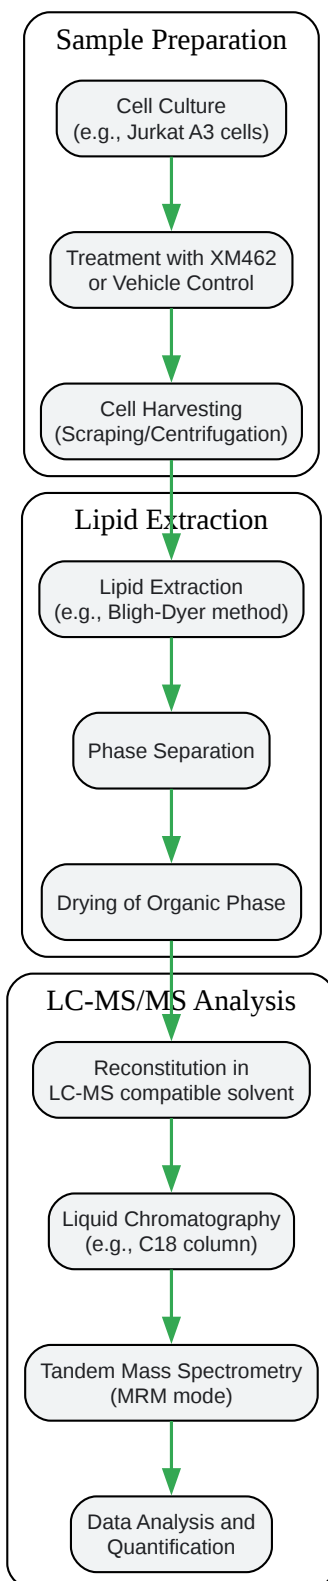 Sample Preparation
Cell Culture
(e.g., Jurkat A3 cells)
Treatment with XM462
or Vehicle Control
Cell Harvesting
(Scraping/Centrifugation)
Lipid Extraction
Lipid Extraction
(e.g., Bligh-Dyer method)
Phase Separation
Drying of Organic Phase
LC-MS/MS Analysis
Reconstitution in
LC-MS compatible solvent
Liquid Chromatography
(e.g., C18 column)
Tandem Mass Spectrometry
(MRM mode)
Data Analysis and
Quantification